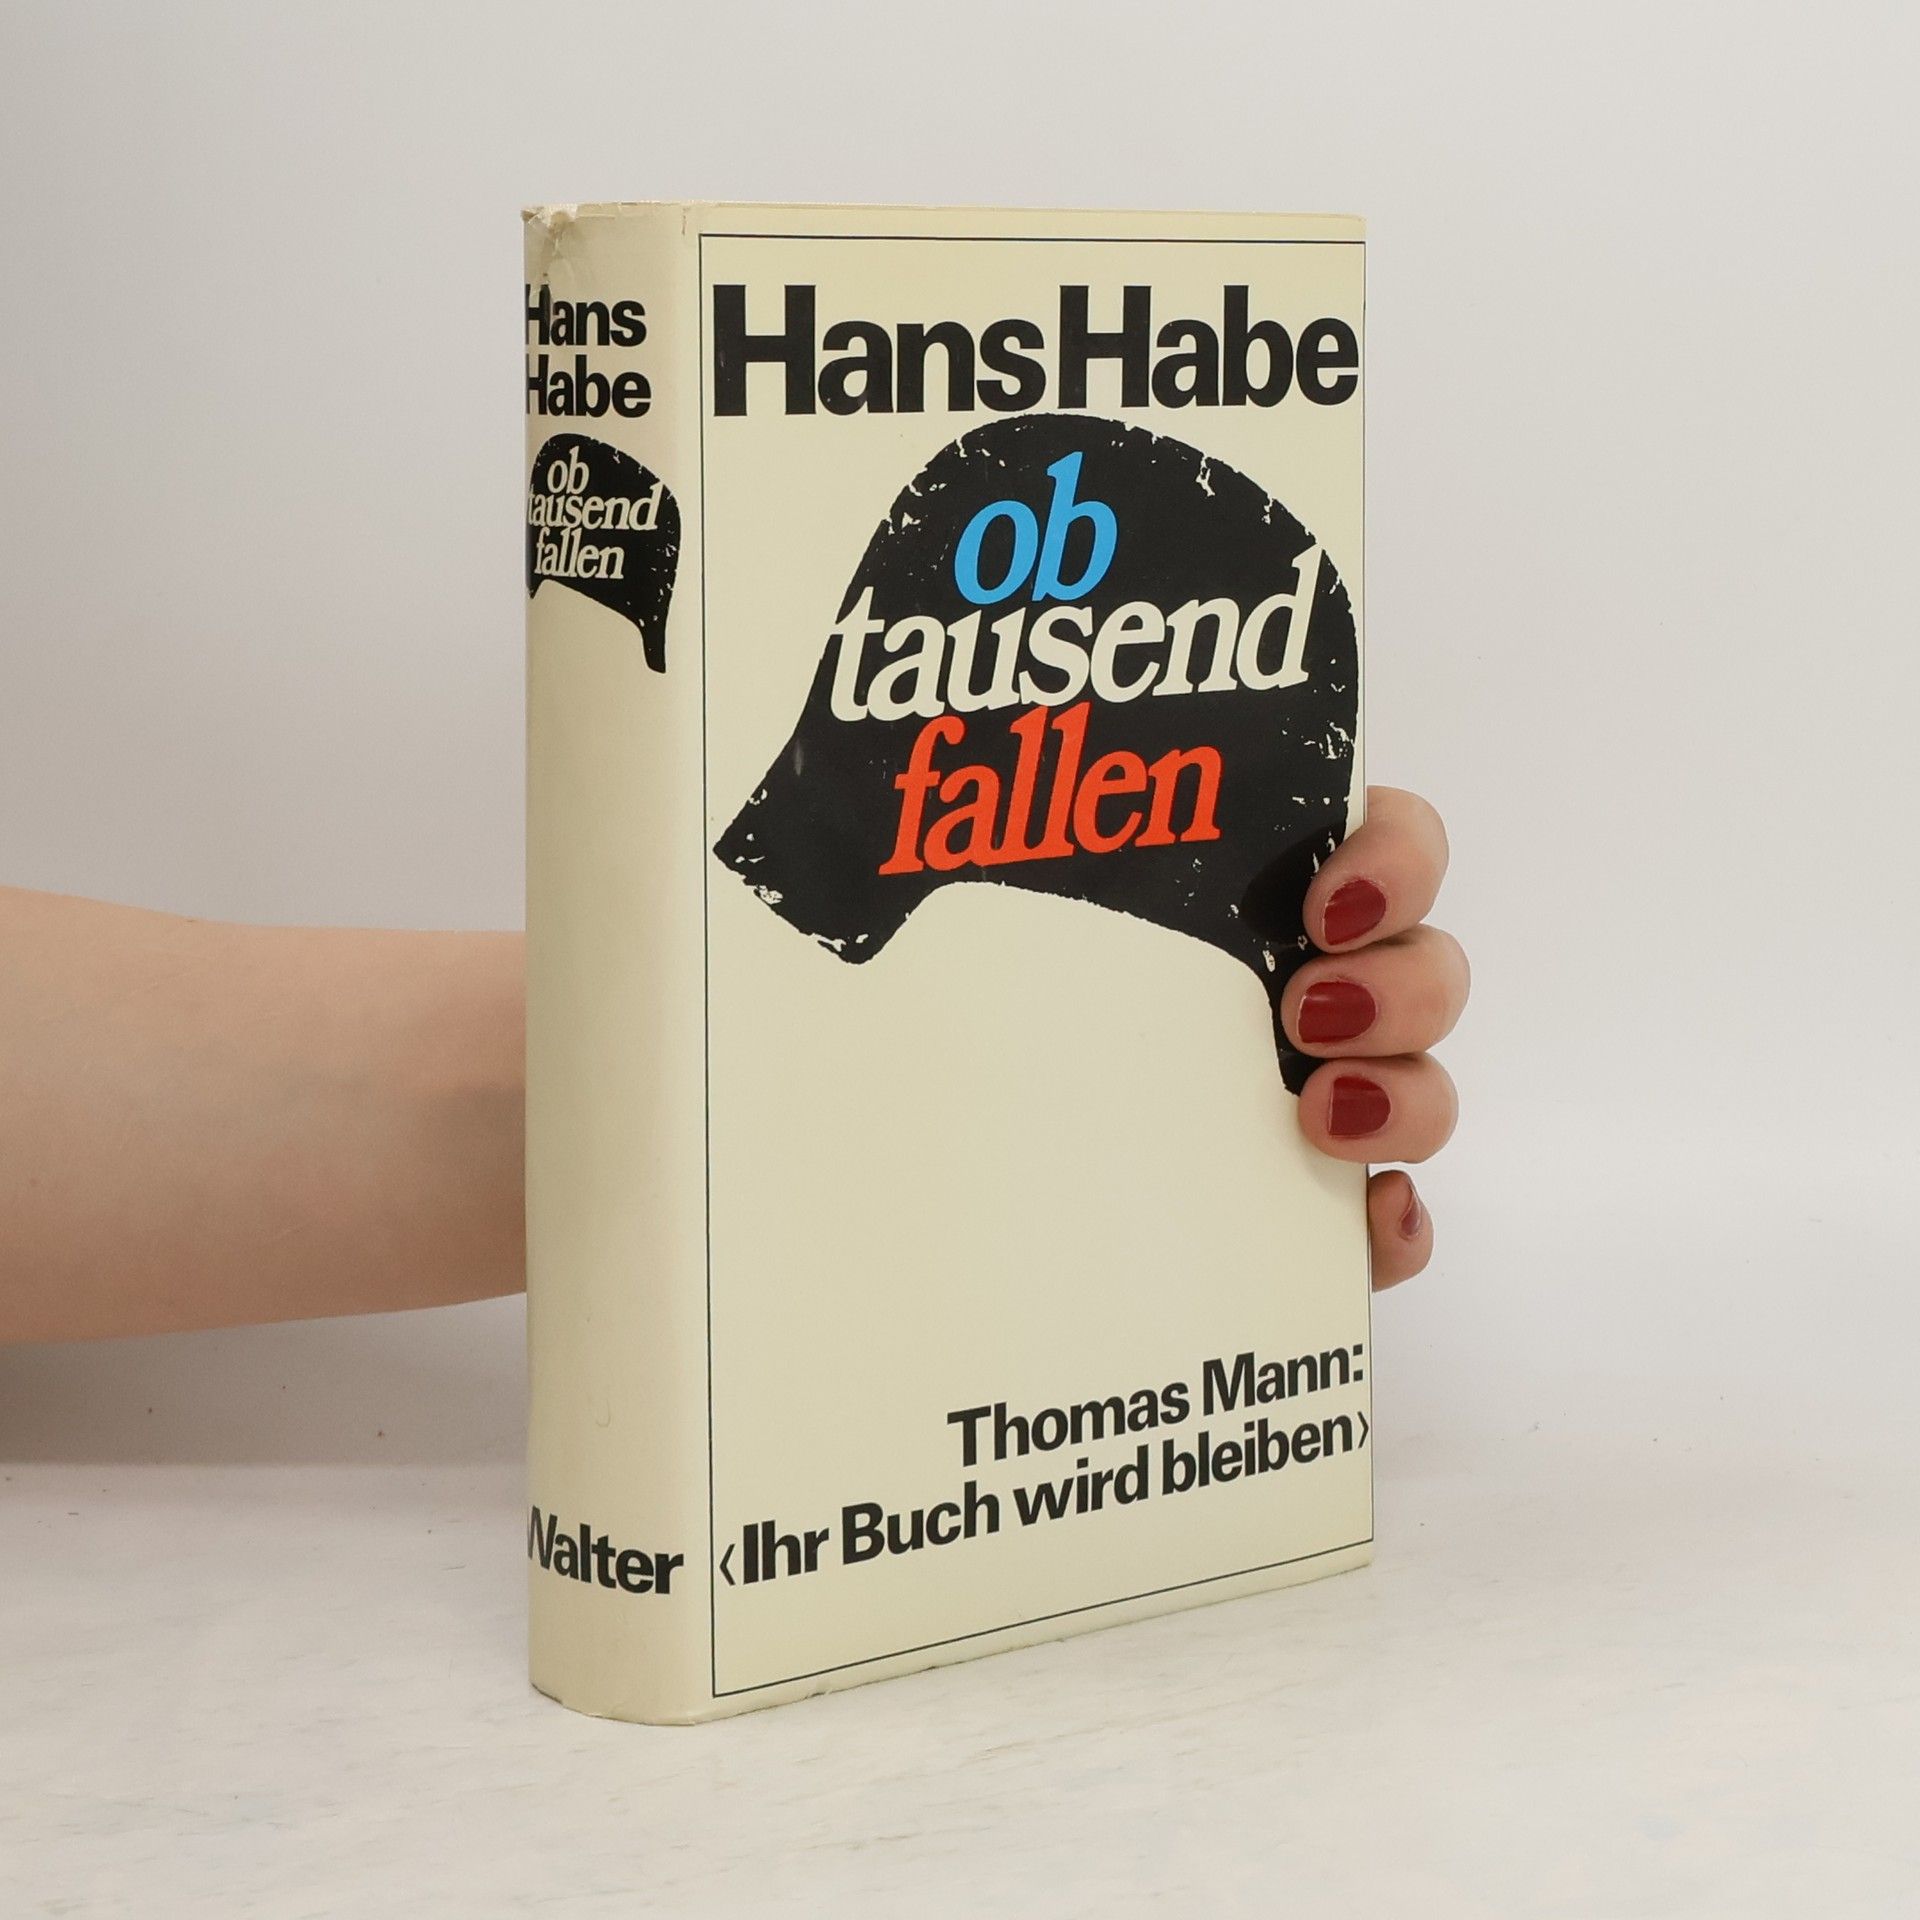 Hans
Habe
ob
tausend
fallen
Walter
Hans Habe
ob
tausend
fallen
Thomas Mann:
‹Ihr Buch wird bleiben›